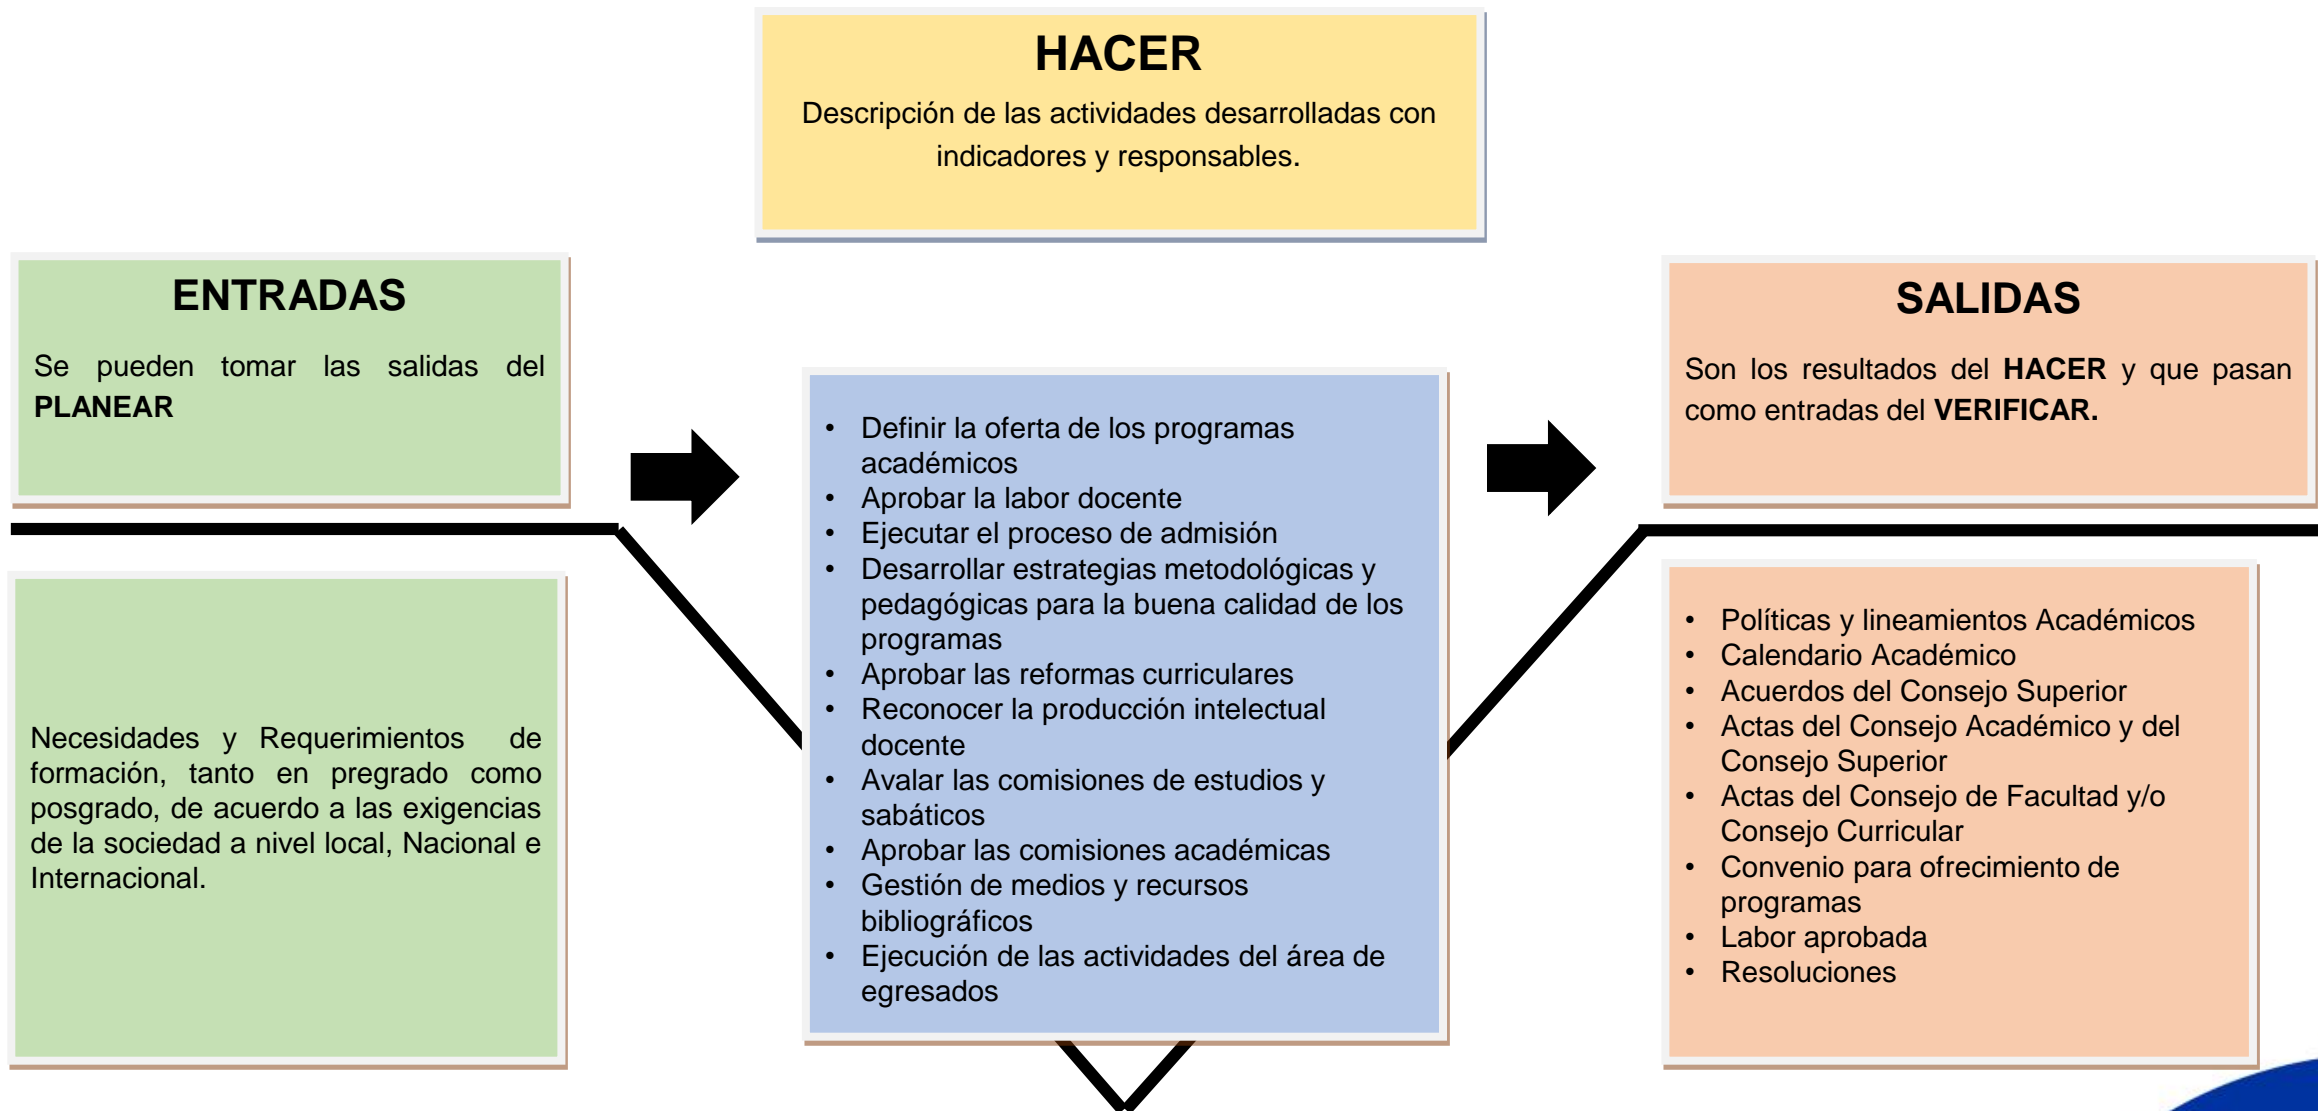 HACER
Descripción de las actividades desarrolladas con
indicadores y responsables.
ENTRADAS
Se pueden tomar las salidas del
PLANEAR
Necesidades y Requerimientos de
formación, tanto en pregrado como
posgrado, de acuerdo a las exigencias
de la sociedad a nivel local, Nacional e
Internacional.
• Definir la oferta de los programas
académicos
• Aprobar la labor docente
• Ejecutar el proceso de admisión
• Desarrollar estrategias metodológicas y
pedagógicas para la buena calidad de los
programas
• Aprobar las reformas curriculares
• Reconocer la producción intelectual
docente
• Avalar las comisiones de estudios y
sabáticos
• Aprobar las comisiones académicas
• Gestión de medios y recursos
bibliográficos
• Ejecución de las actividades del área de
egresados
SALIDAS
Son los resultados del HACER y que pasan
como entradas del VERIFICAR.
• Políticas y lineamientos Académicos
• Calendario Académico
• Acuerdos del Consejo Superior
• Actas del Consejo Académico y del
Consejo Superior
• Actas del Consejo de Facultad y/o
Consejo Curricular
• Convenio para ofrecimiento de
programas
• Labor aprobada
• Resoluciones